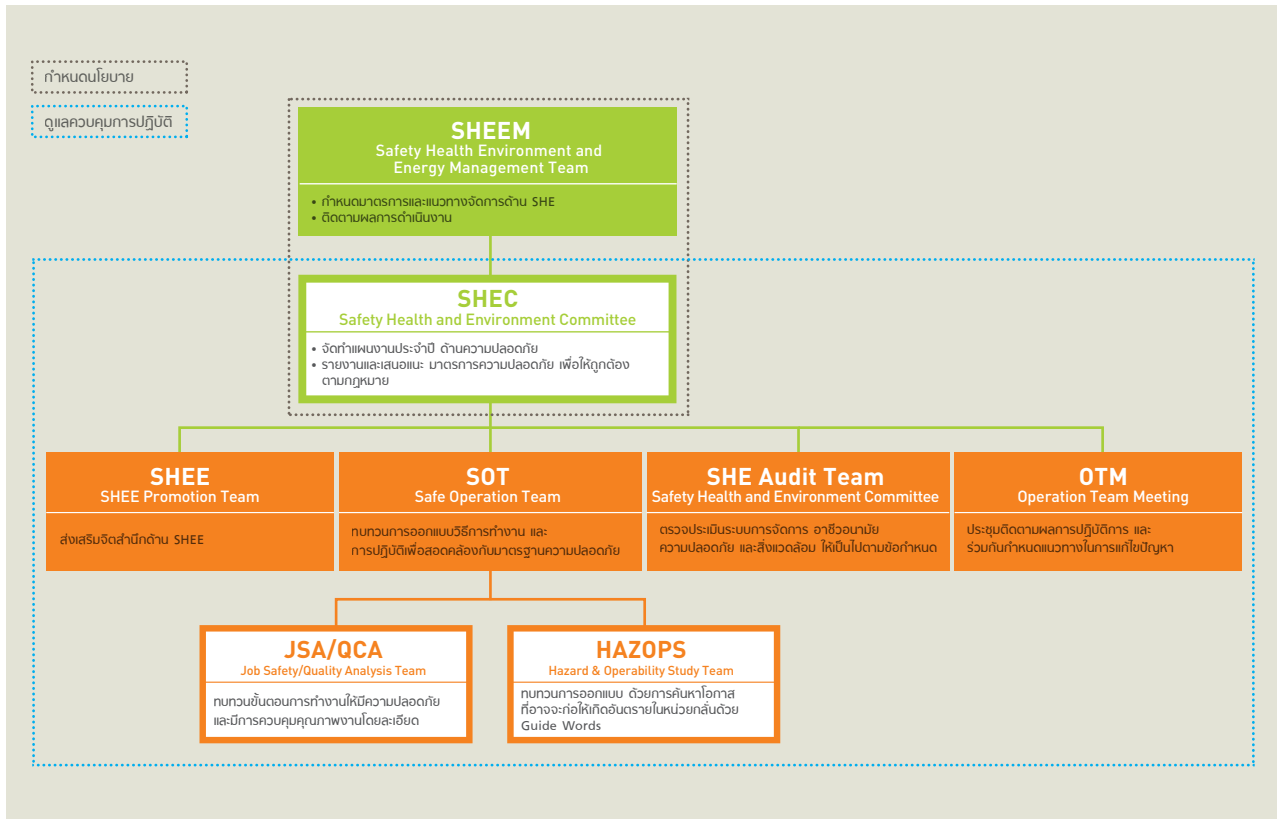 กำหนดนโยบาย
ดูแลควบคุมการปฏิบัติ
SHEEM
Safety Health Environment and
Energy Management Team
• กำหนดมาตรการและแนวทางจัดการด้าน SHE
• ติดตามผลการดำเนินงาน
SHEC
Safety Health and Environment Committee
• จัดทำแผนงานประจำปี ด้านความปลอดภัย
• รายงานและเสนอแนะ มาตรการความปลอดภัย เพื่อให้ถูกต้อง
ตามกฎหมาย
SHEE
SHEE Promotion Team
ส่งเสริมจิตสำนึกด้าน SHE
SOT
Safe Operation Team
ทบทวนการออกแบบวิธีการทำงาน และ
การปฏิบัติเพื่อสอดคล้องกับมาตรฐานความปลอดภัย
SHE Audit Team
Safety Health and Environment Committee
ตรวจประเมินระบบการจัดการ อาชีวอนามัย
ความปลอดภัย และสิ่งแวดล้อม ให้เป็นไปตามข้อกำหนด
OTM
Operation Team Meeting
ประชุมติดตามผลการปฏิบัติการ และ
ร่วมกันกำหนดแนวทางในการแก้ไขปัญหา
JSA/QCA
Job Safety/Quality Analysis Team
ทบทวนขั้นตอนการทำงานให้มีความปลอดภัย
และมีการควบคุมคุณภาพงานโดยละเอียด
HAZOPS
Hazard & Operability Study Team
ทบทวนการออกแบบ ด้วยการค้นหาโอกาส
ที่อาจจะก่อให้เกิดอันตรายในหน่วยกลั่นด้วย
Guide Words